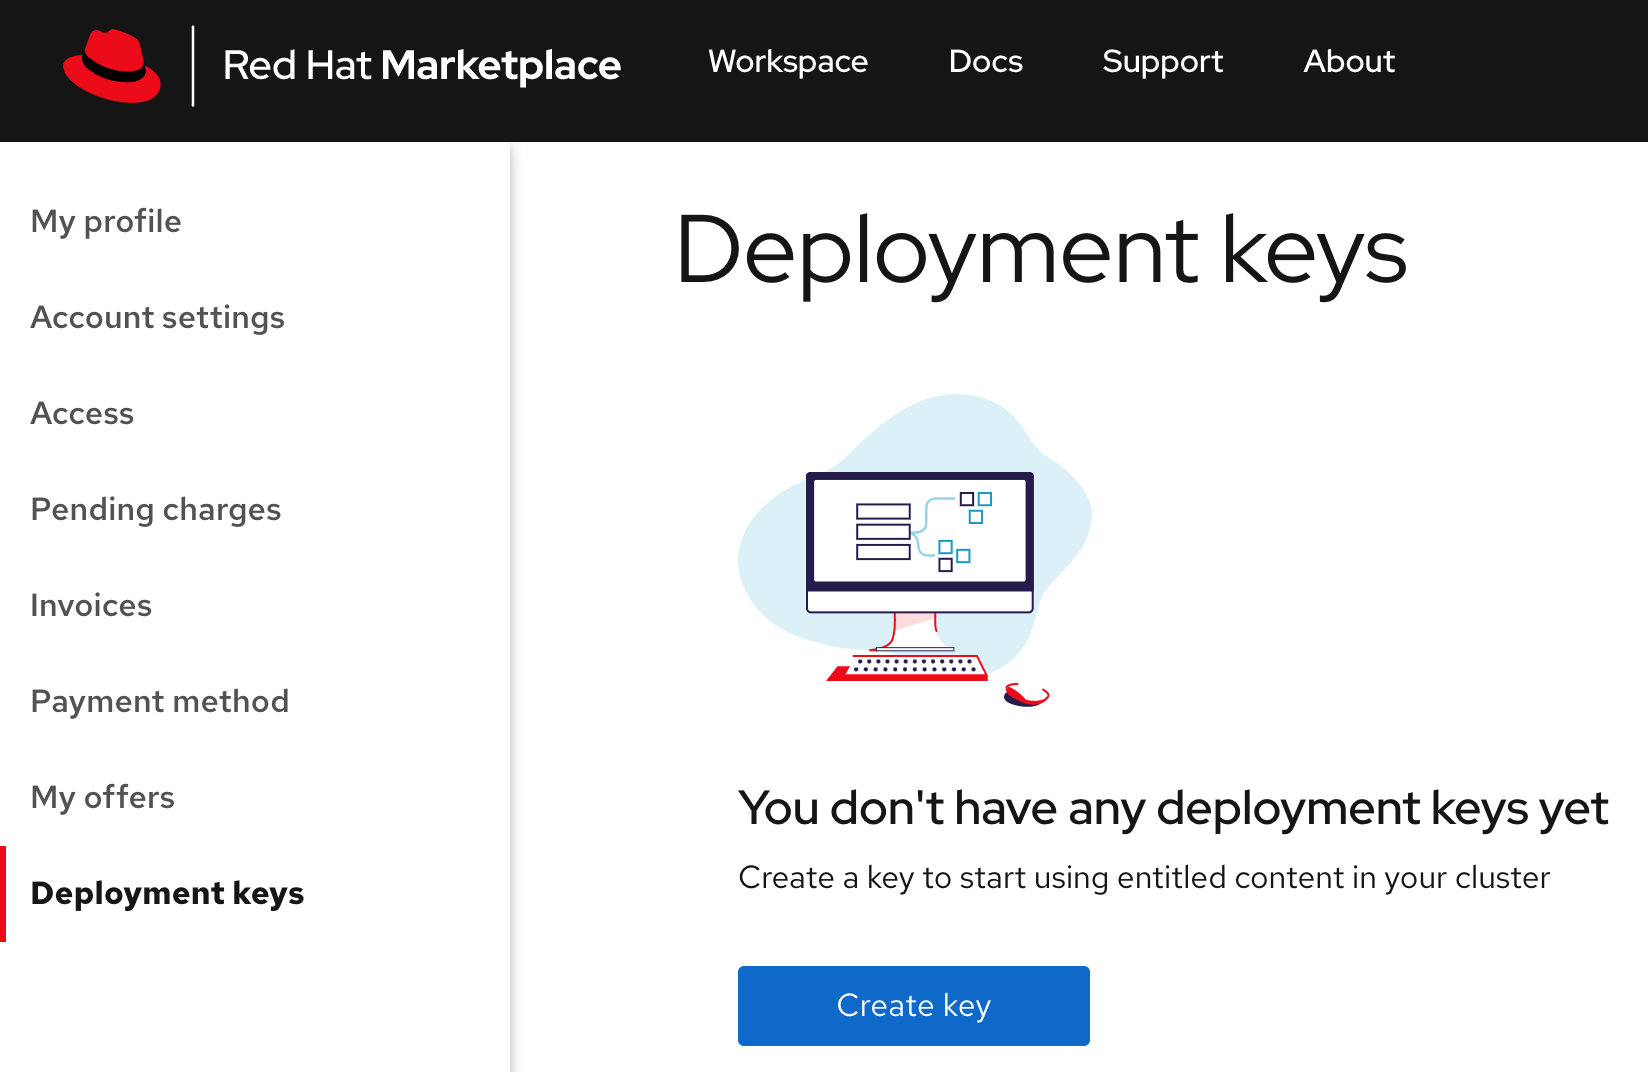 Red Hat Marketplace
Workspace
Docs
Support
About
My profile
Account settings
Access
Pending charges
Invoices
Payment method
My offers
Deployment keys
Deployment keys
You don't have any deployment keys yet
Create a key to start using entitled content in your cluster
Create key